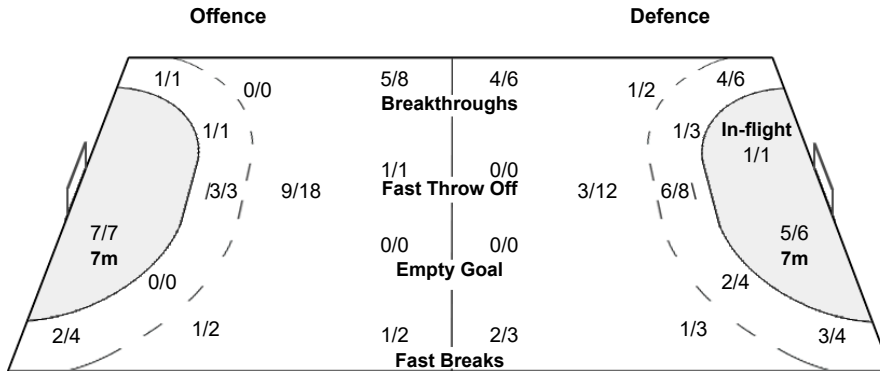 Offence Defence
1/1 0/0 5/8 4/6 1/2 4/6
Breakthroughs
1/1 1/3 In-flight
1/1
1/1 0/0
3/3 9/18 Fast Throw Off 3/12 6/8
7/7 0/0 0/0 5/6
7m Empty Goal 7m
0/0 2/4
2/4 1/2 1/2 2/3 1/3 3/4
Fast Breaks